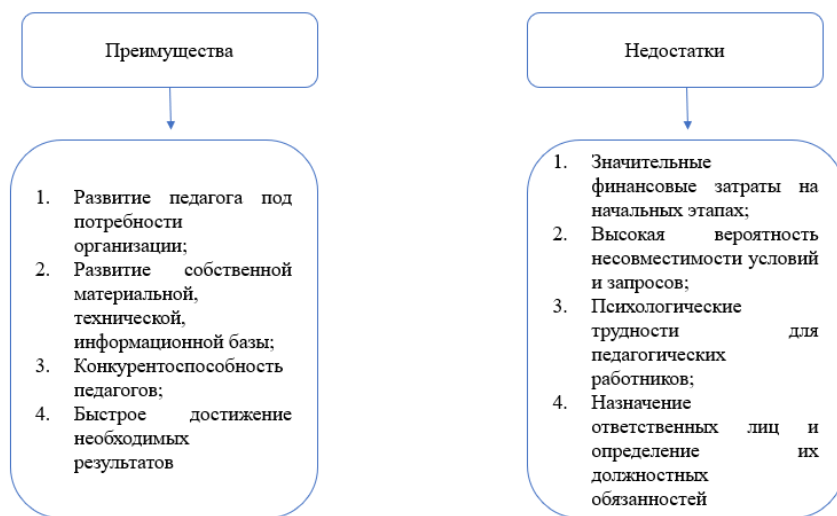 Преимущества
1. Развитие педагога под
потребности
организации;
2. Развитие собственной
материальной,
технической,
информационной базы;
3. Конкурентоспособность
педагогов;
4. Быстрое достижение
необходимых
результатов
Недостатки
1. Значительные
финансовые затраты на
начальных этапах;
2. Высокая вероятность
несовместимости условий
и запросов;
3. Психологические
трудности для
педагогических
работников;
4. Назначение
ответственных лиц и
определение их
должностных
обязанностей